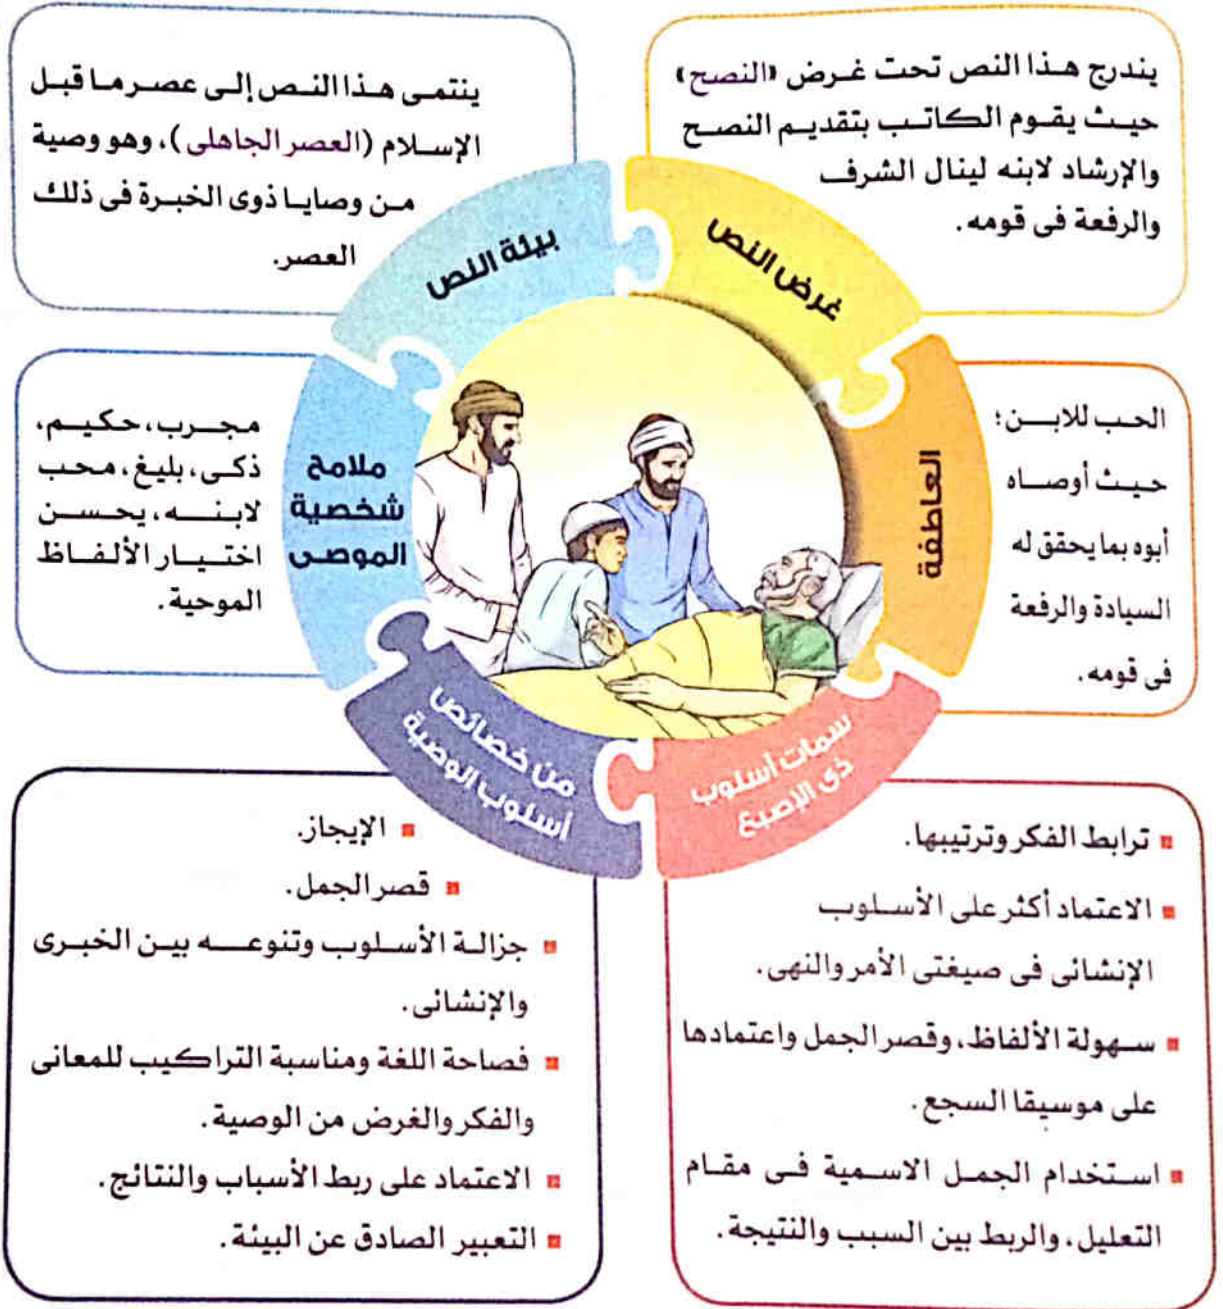 يندرج هذا النص تحت غرض «النصح»
حيث يقوم الكاتب بتقديم النصح
والإرشاد لابنه لينال الشرف
والرفعة فى قومه.
غرض النص
ينتمى هذا النص إلى عصر ما قبل
الإسلام (العصر الجاهلى)، وهو وصية
من وصايا ذوى الخبرة فى ذلك
العصر.
بيئة النص
الحب للابن؛
حيث أوصاه
أبوه بما يحقق له
السيادة والرفعة
فى قومه.
العاطفة
ملامح
شخصية
الموصى
مجرب، حكيم،
ذكى، بليغ، محب
لابنه، يحسن
اختيار الألفاظ
الموحية.
سمات أسلوب
ذى الإصبع
ترابط الفكر وترتيبها.
الاعتماد أكثر على الأسلوب
الإنشائى فى صيغتى الأمر والنهى.
سهولة الألفاظ، وقصر الجمل واعتمادها
على موسيقا السجع.
استخدام الجمل الاسمية فى مقام
التعليل، والربط بين السبب والنتيجة.
من خصائص
أسلوب الوصية
الإيجاز.
قصر الجمل.
جزالة الأسلوب وتنوعه بين الخبرى
والإنشائى.
فصاحة اللغة ومناسبة التراكيب للمعانى
والفكر والغرض من الوصية.
الاعتماد على ربط الأسباب والنتائج.
التعبير الصادق عن البيئة.